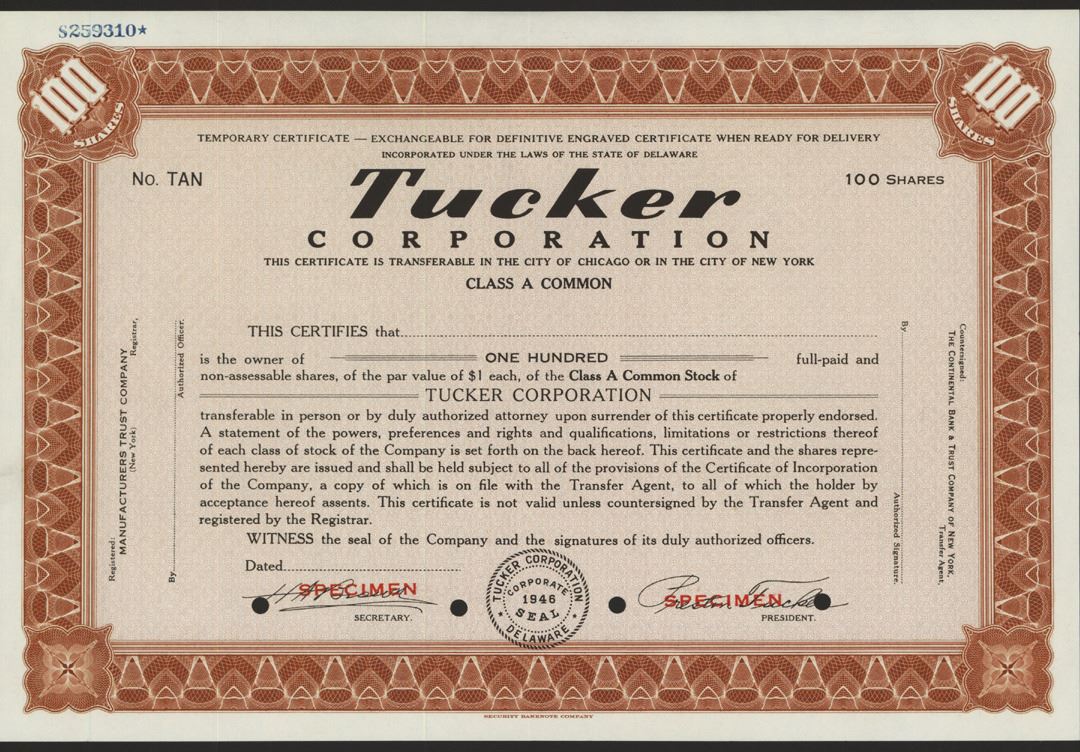 S259310★
100 SHARES
100 SHARES
TEMPORARY CERTIFICATE — EXCHANGEABLE FOR DEFINITIVE ENGRAVED CERTIFICATE WHEN READY FOR DELIVERY
INCORPORATED UNDER THE LAWS OF THE STATE OF DELAWARE
No. TAN
100 SHARES
Tucker
CORPORATION
THIS CERTIFICATE IS TRANSFERABLE IN THE CITY OF CHICAGO OR IN THE CITY OF NEW YORK
CLASS A COMMON
THIS CERTIFIES that
is the owner of ONE HUNDRED full-paid and
non-assessable shares, of the par value of $1 each, of the Class A Common Stock of
TUCKER CORPORATION
transferable in person or by duly authorized attorney upon surrender of this certificate properly endorsed.
A statement of the powers, preferences and rights and qualifications, limitations or restrictions thereof
of each class of stock of the Company is set forth on the back hereof. This certificate and the shares repre-
sented hereby are issued and shall be held subject to all of the provisions of the Certificate of Incorporation
of the Company, a copy of which is on file with the Transfer Agent, to all of which the holder by
acceptance hereof assents. This certificate is not valid unless countersigned by the Transfer Agent and
registered by the Registrar.
WITNESS the seal of the Company and the signatures of its duly authorized officers.
Dated
SPECIMEN
SECRETARY.
TUCKER CORPORATION
CORPORATE
1946
SEAL
DELAWARE
Preston Tucker
SPECIMEN
PRESIDENT.
Registered:
MANUFACTURERS TRUST COMPANY
(New York)
Registrar,
By
Authorized Officer.
Countersigned:
THE CONTINENTAL BANK & TRUST COMPANY OF NEW YORK,
Transfer Agent,
By
Authorized Signature.
SECURITY BANKNOTE COMPANY